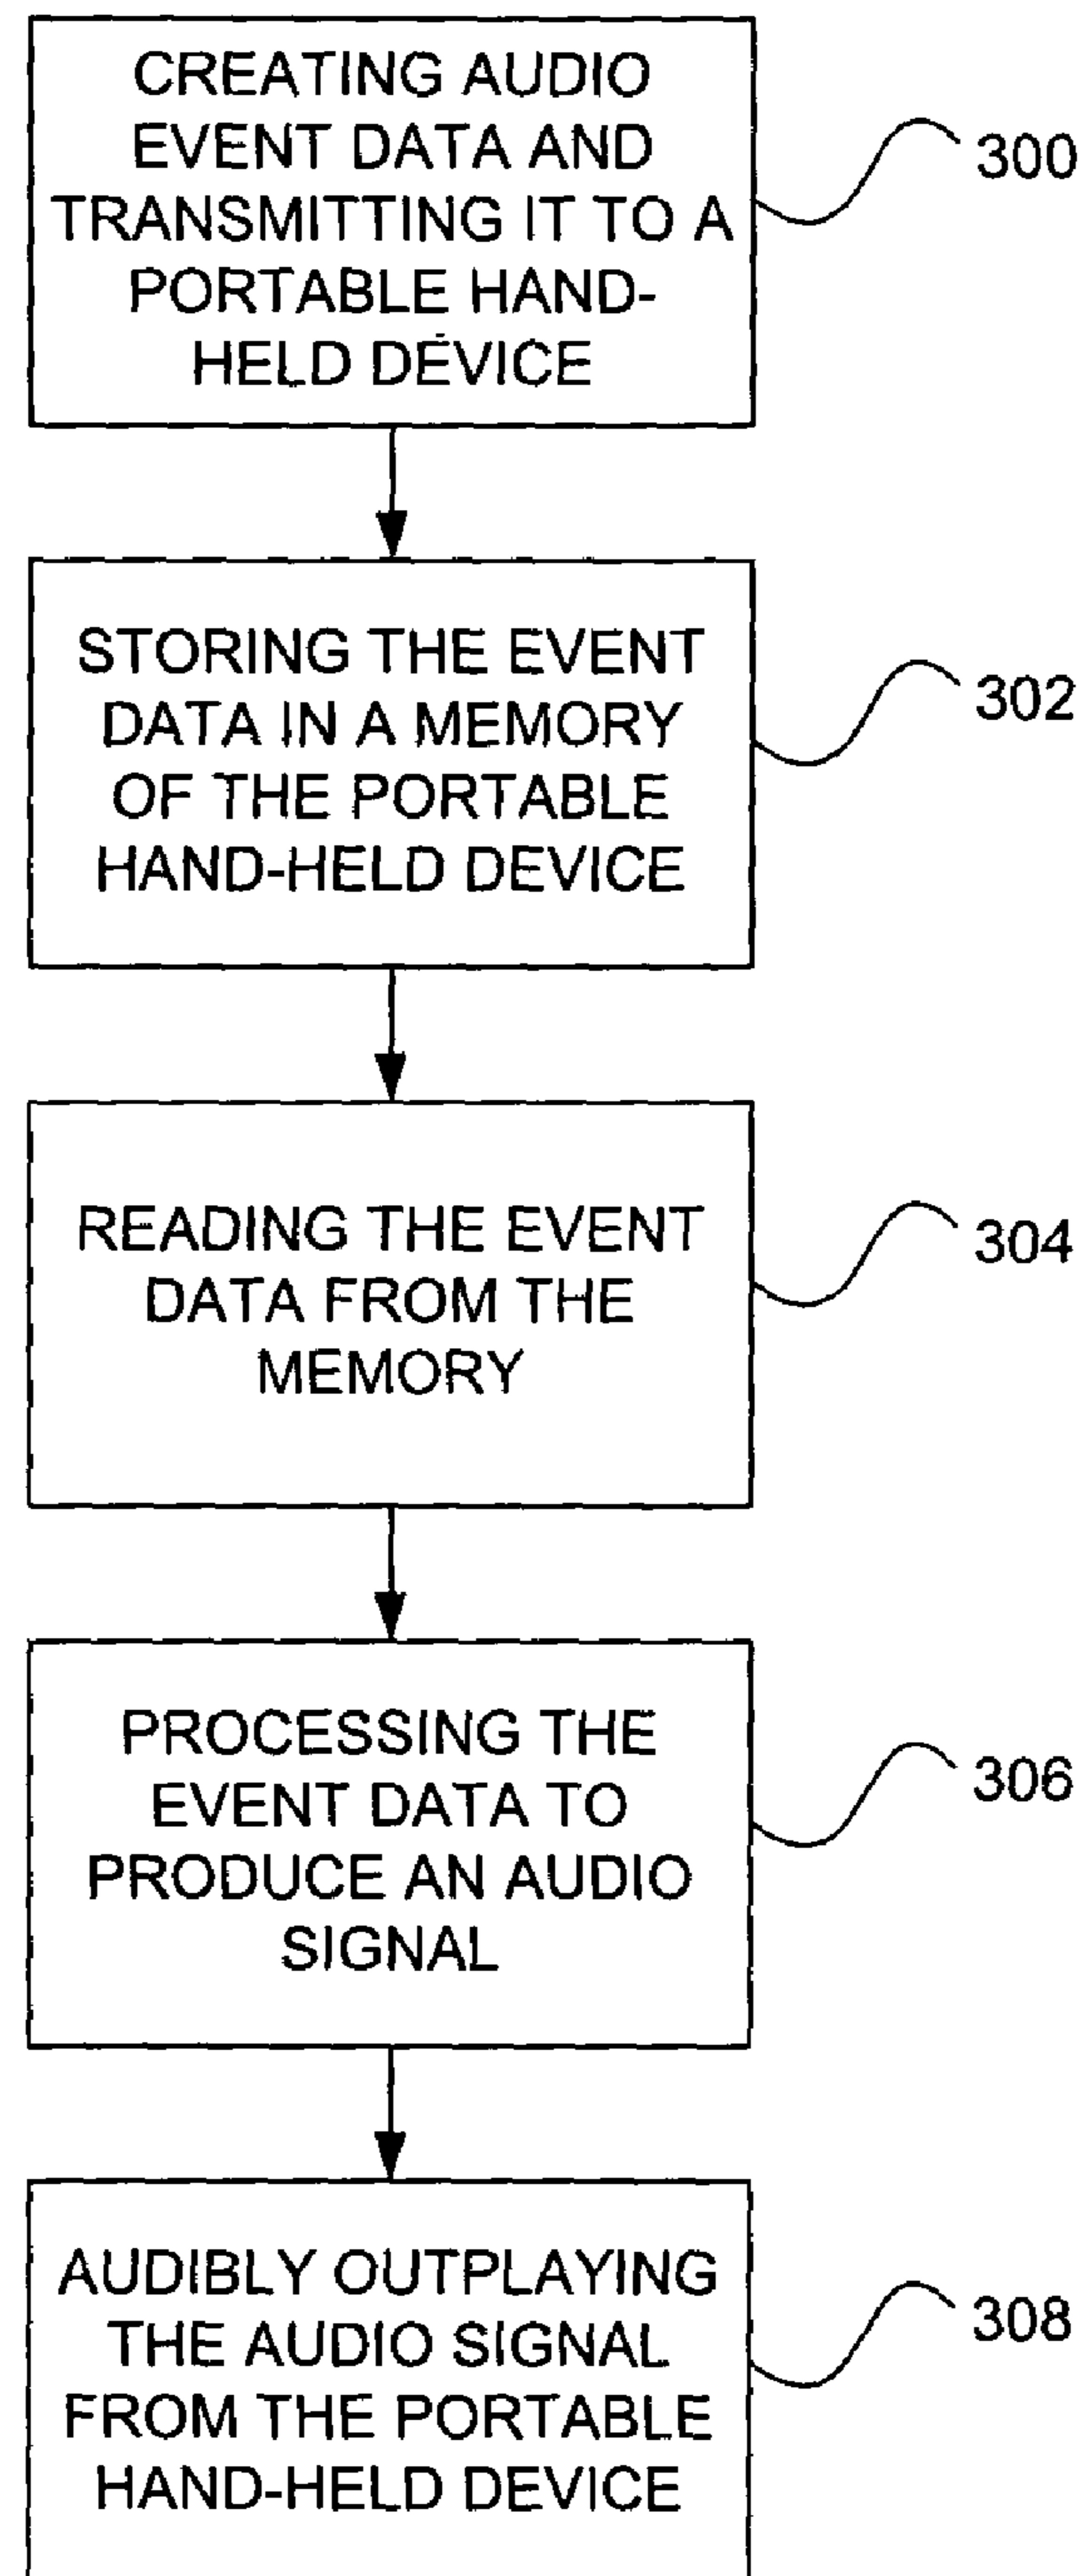 CREATING AUDIO
EVENT DATA AND
TRANSMITTING IT TO A
PORTABLE HAND-
HELD DEVICE
300
STORING THE EVENT
DATA IN A MEMORY
OF THE PORTABLE
HAND-HELD DEVICE
302
READING THE EVENT
DATA FROM THE
MEMORY
304
PROCESSING THE
EVENT DATA TO
PRODUCE AN AUDIO
SIGNAL
306
AUDIBLY OUTPLAYING
THE AUDIO SIGNAL
FROM THE PORTABLE
HAND-HELD DEVICE
308